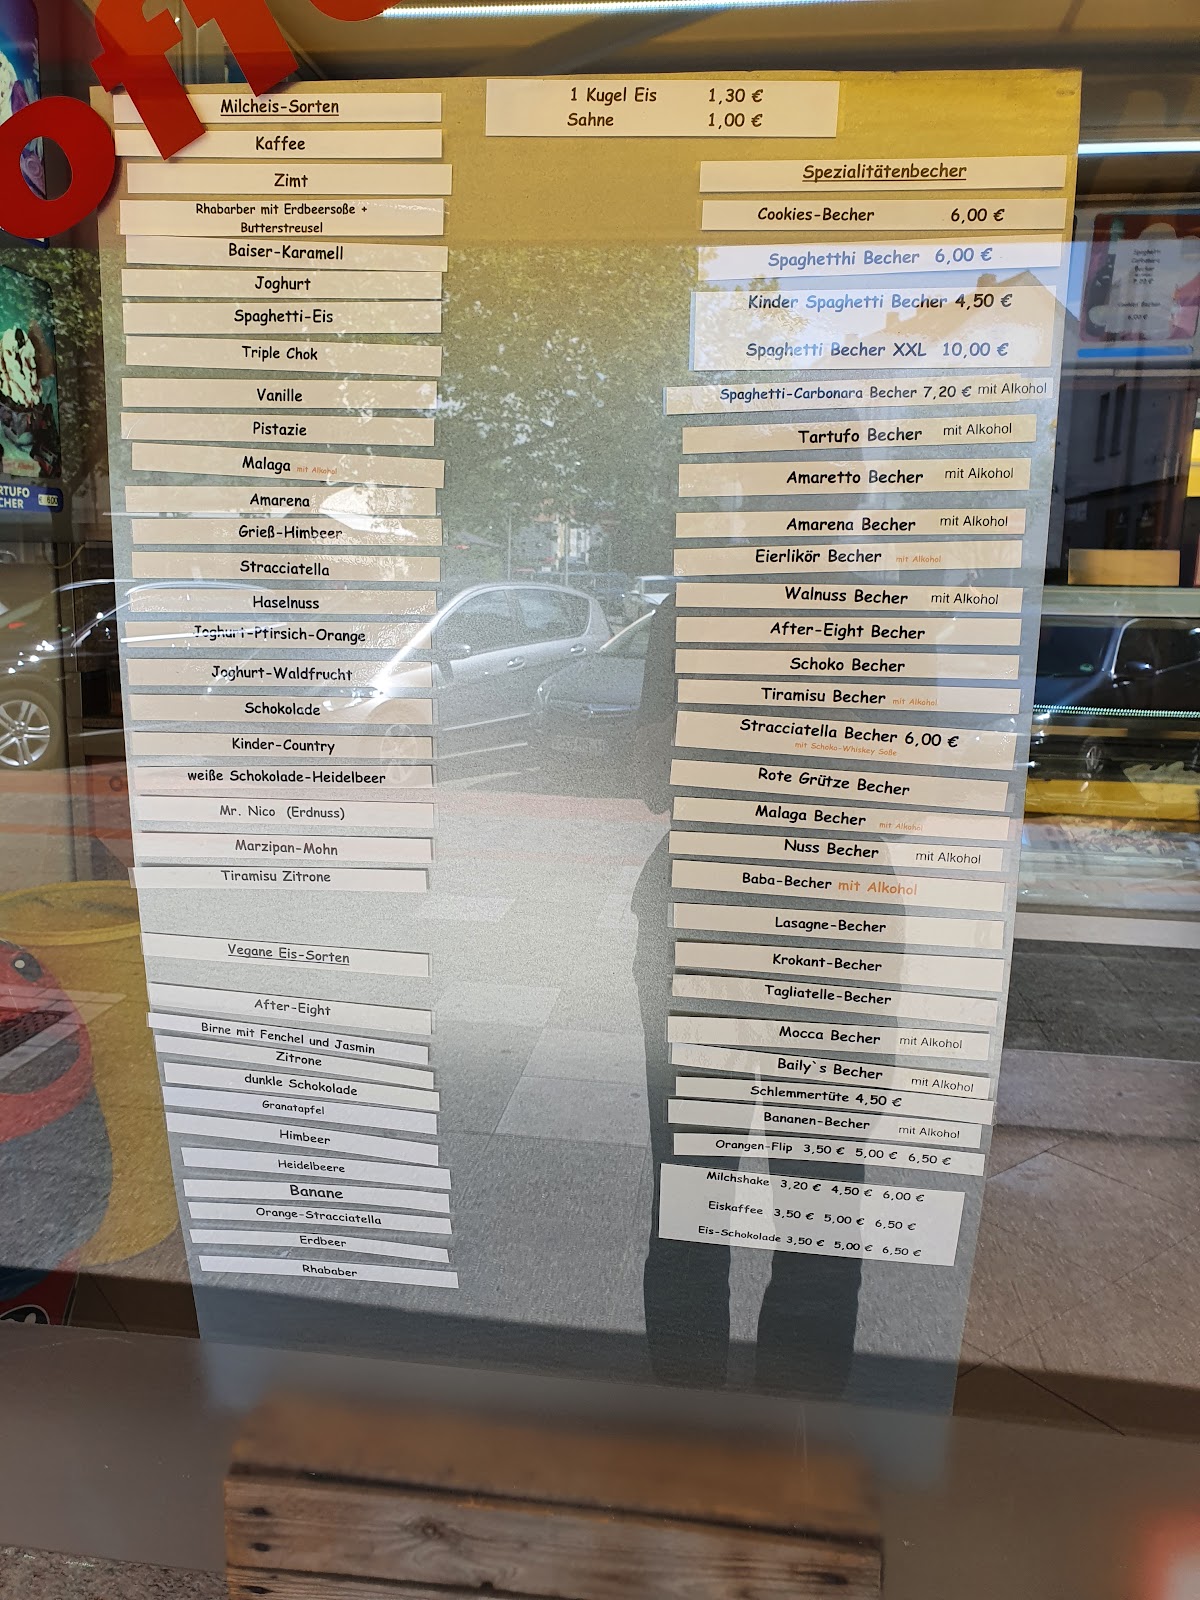 Milcheis-Sorten
Kaffee
Zimt
Rhabarber mit Erdbeersoße +
Butterstreusel
Baiser-Karamell
Joghurt
Spaghetti-Eis
Triple Chok
Vanille
Pistazie
Malaga mit Alkohol
Amarena
Grieß-Himbeer
Stracciatella
Haselnuss
Joghurt-Pfirsich-Orange
Joghurt-Waldfrucht
Schokolade
Kinder-Country
weiße Schokolade-Heidelbeer
Mr. Nico (Erdnuss)
Marzipan-Mohn
Tiramisu Zitrone
Vegane Eis-Sorten
After-Eight
Birne mit Fenchel und Jasmin
Zitrone
dunkle Schokolade
Granatapfel
Himbeer
Heidelbeere
Banane
Orange-Stracciatella
Erdbeer
Rhababer
1 Kugel Eis 1,30 €
Sahne 1,00 €
Spezialitätenbecher
Cookies-Becher 6,00 €
Spaghetthi Becher 6,00 €
Kinder Spaghetti Becher 4,50 €
Spaghetti Becher XXL 10,00 €
Spaghetti-Carbonara Becher 7,20 € mit Alkohol
Tartufo Becher mit Alkohol
Amaretto Becher mit Alkohol
Amarena Becher mit Alkohol
Eierlikör Becher mit Alkohol
Walnuss Becher mit Alkohol
After-Eight Becher
Schoko Becher
Tiramisu Becher mit Alkohol
Stracciatella Becher 6,00 €
mit Schoko-Whiskey Soße
Rote Grütze Becher
Malaga Becher mit Alkohol
Nuss Becher mit Alkohol
Baba-Becher mit Alkohol
Lasagne-Becher
Krokant-Becher
Tagliatelle-Becher
Mocca Becher mit Alkohol
Baily`s Becher mit Alkohol
Schlemmertüte 4,50 €
Bananen-Becher mit Alkohol
Orangen-Flip 3,50 € 5,00 € 6,50 €
Milchshake 3,20 € 4,50 € 6,00 €
Eiskaffee 3,50 € 5,00 € 6,50 €
Eis-Schokolade 3,50 € 5,00 € 6,50 €